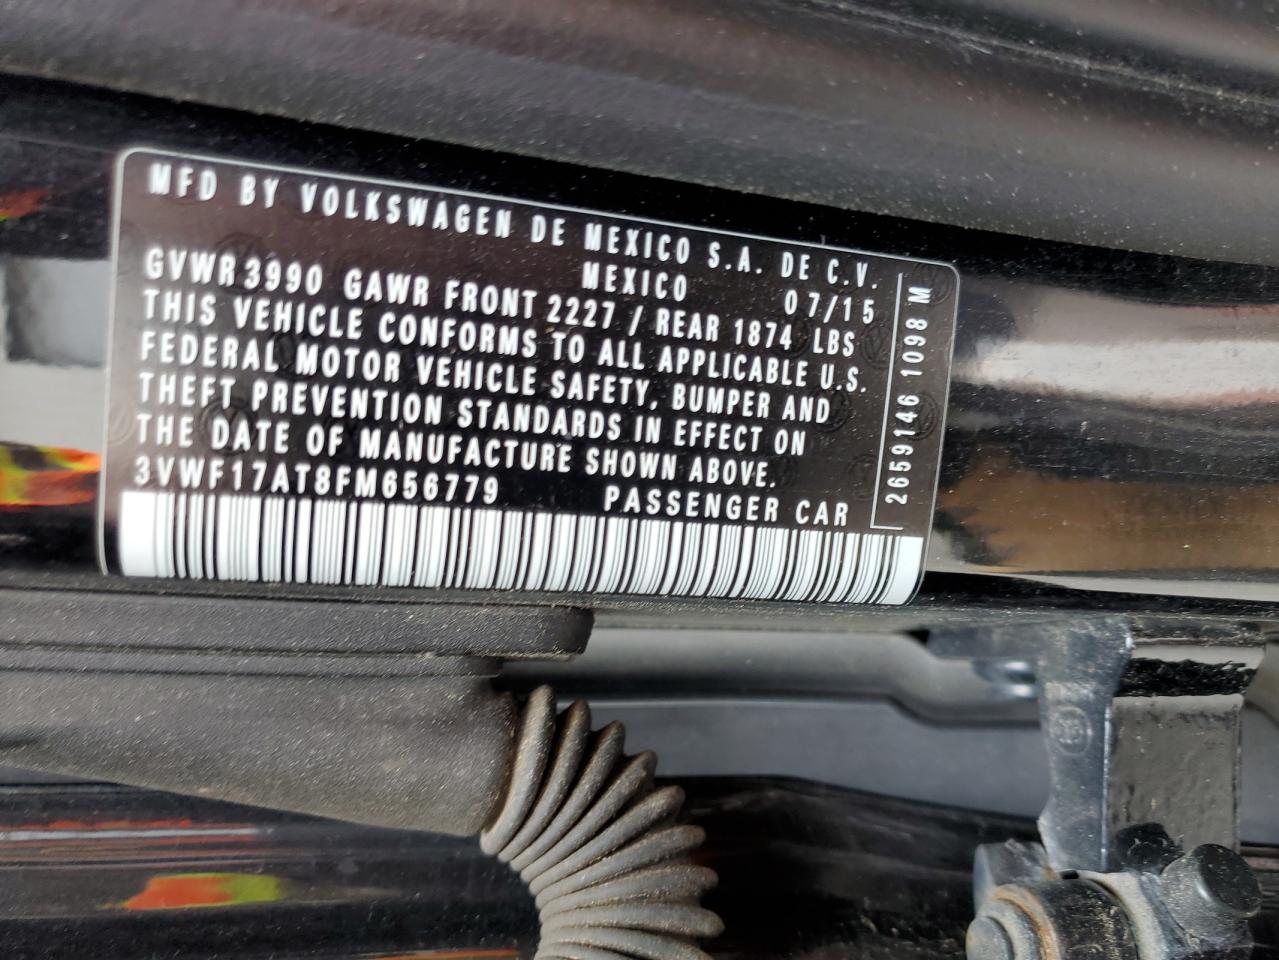 MFD BY VOLKSWAGEN DE MEXICO S.A. DE C.V.
MEXICO 07/15
GVWR 3990 GAWR FRONT 2227 / REAR 1874 LBS
THIS VEHICLE CONFORMS TO ALL APPLICABLE U.S.
FEDERAL MOTOR VEHICLE SAFETY, BUMPER AND
THEFT PREVENTION STANDARDS IN EFFECT ON
THE DATE OF MANUFACTURE SHOWN ABOVE.
3VWF17AT8FM656779 PASSENGER CAR
2659146 1098 M